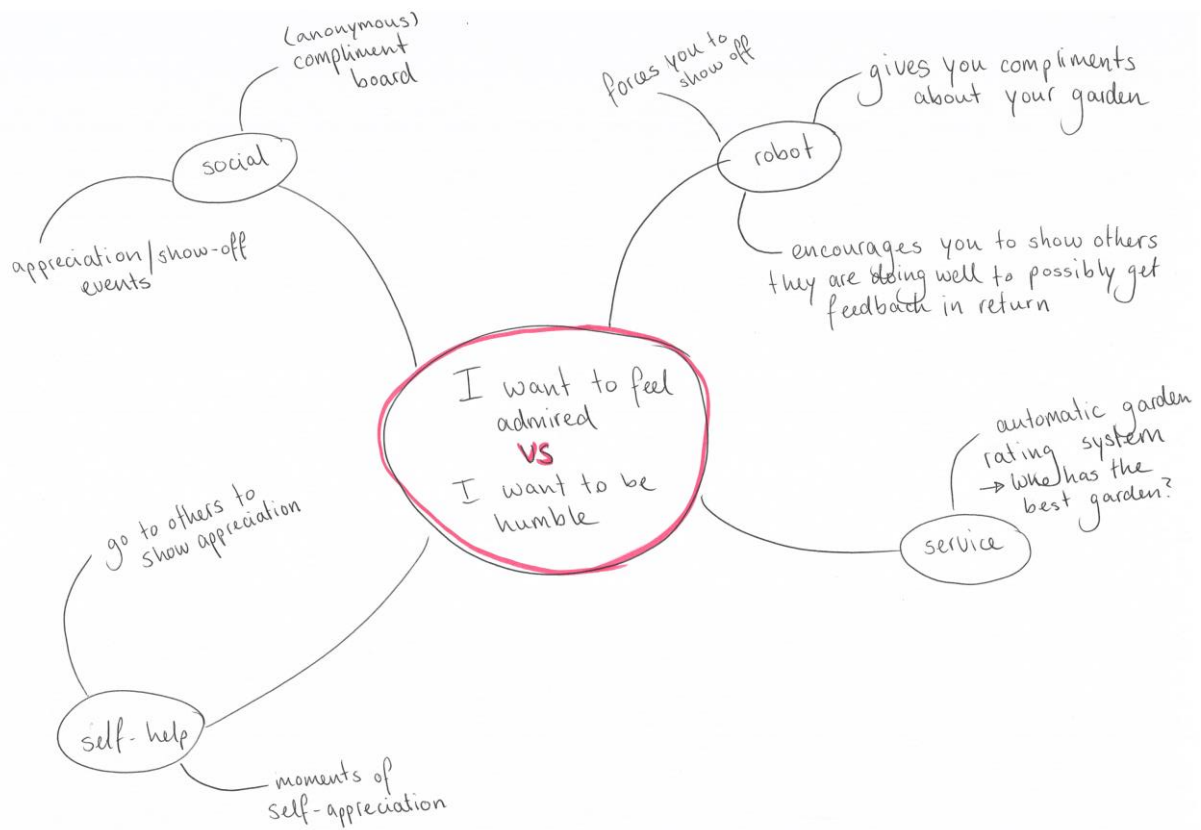 (anonymous)
compliment
board
social
appreciation/show-off
events
forces you to
show off
robot
gives you compliments
about your garden
encourages you to show others
they are doing well to possibly get
feedback in return
I want to feel
admired
VS
I want to be
humble
automatic garden
rating system
→ Who has the
best garden?
service
go to others to
show appreciation
self-help
moments of
self-appreciation